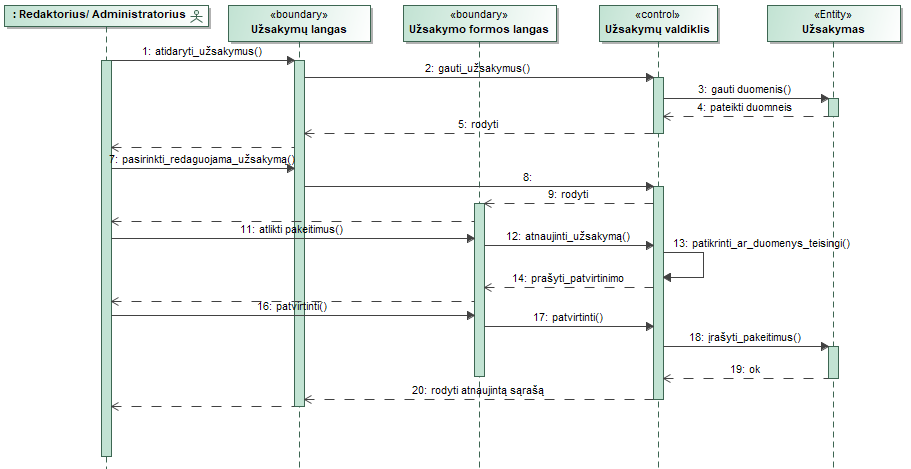 : Redaktorius/ Administratorius
«boundary»
Užsakymų langas
«boundary»
Užsakymo formos langas
«control»
Užsakymų valdiklis
«Entity»
Užsakymas
1: atidaryti_užsakymus()
2: gauti_užsakymus()
3: gauti duomenis()
4: pateikti duomneis
5: rodyti
7: pasirinkti_redaguojama_užsakymą()
8:
9: rodyti
11: atlikti pakeitimus()
12: atnaujinti_užsakymą()
13: patikrinti_ar_duomenys_teisingi()
14: prašyti_patvirtinimo
16: patvirtinti()
17: patvirtinti()
18: įrašyti_pakeitimus()
19: ok
20: rodyti atnaujintą sąrašą